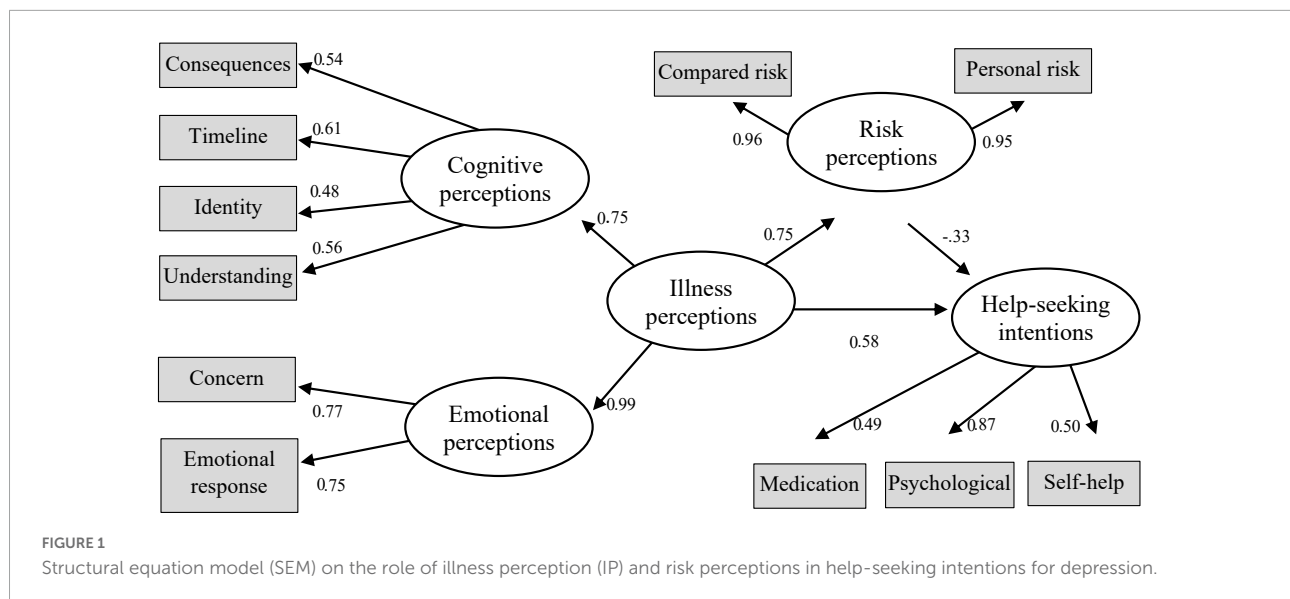 Consequences
0.54
Timeline
0.61
Identity
0.48
Understanding
0.56
Cognitive
perceptions
0.75
Compared risk
0.96
Personal risk
0.95
Risk
perceptions
0.75
-.33
Illness
perceptions
0.58
Help-seeking
intentions
Concern
0.77
Emotional
response
0.75
Emotional
perceptions
0.99
0.49
0.87
0.50
Medication
Psychological
Self-help
FIGURE 1
Structural equation model (SEM) on the role of illness perception (IP) and risk perceptions in help-seeking intentions for depression.